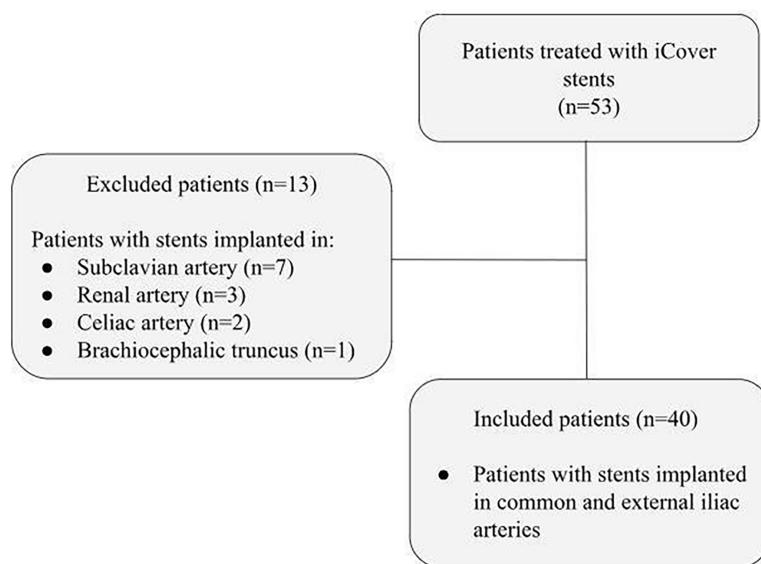 Patients treated with iCover
stents
(n=53)
Excluded patients (n=13)
Patients with stents implanted in:
● Subclavian artery (n=7)
● Renal artery (n=3)
● Celiac artery (n=2)
● Brachiocephalic truncus (n=1)
Included patients (n=40)
● Patients with stents implanted
in common and external iliac
arteries